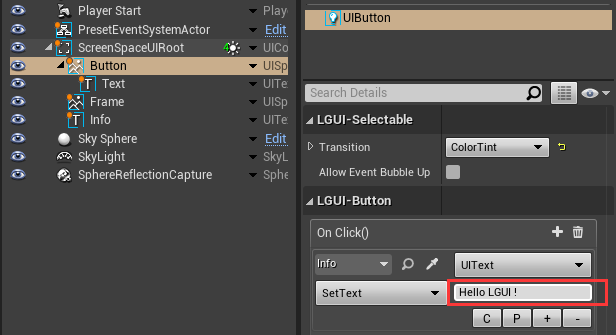 Player Start
PresetEventSystemActor Edit
ScreenSpaceUIRoot UICo
Button UISp
Text UITe
Frame UISp
Info UITe
Sky Sphere Edit
SkyLight SkyL
SphereReflectionCapture Sphe
UIButton
Search Details
LGUI-Selectable
Transition ColorTint
Allow Event Bubble Up
LGUI-Button
On Click()
Info UIText
SetText Hello LGUI !
C P + -